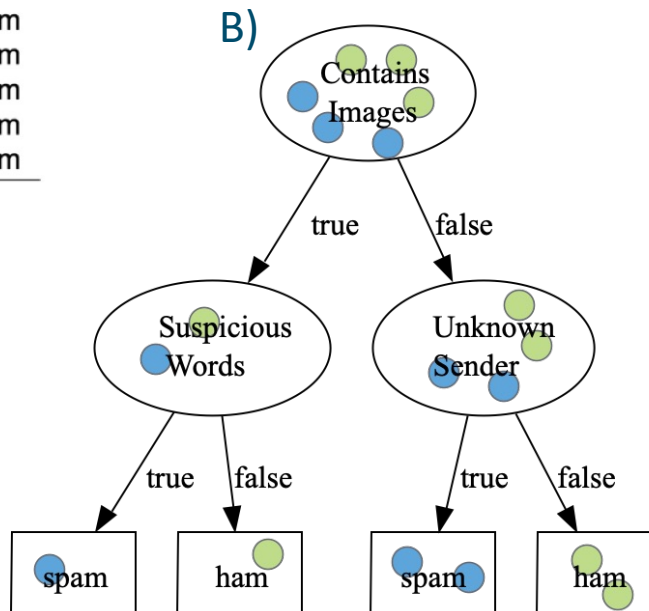 m
m
m
m
m
B)
Contains
Images
true
false
Suspicious
Words
Unknown
Sender
true
false
true
false
spam
ham
spam
ham